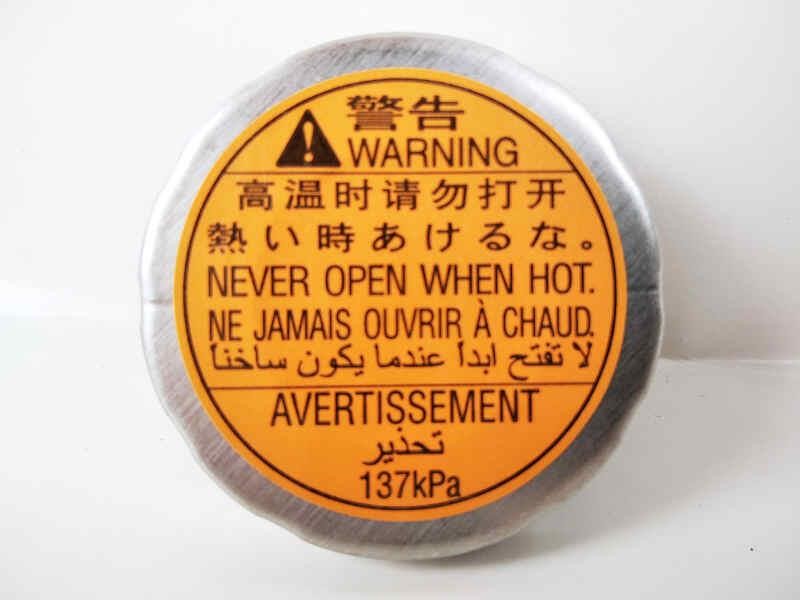 警告
WARNING
高温时请勿打开
熱い時あけるな。
NEVER OPEN WHEN HOT.
NE JAMAIS OUVRIR À CHAUD.
لا تفتح ابداً عندما يكون ساخناً
AVERTISSEMENT
تحذير
137kPa